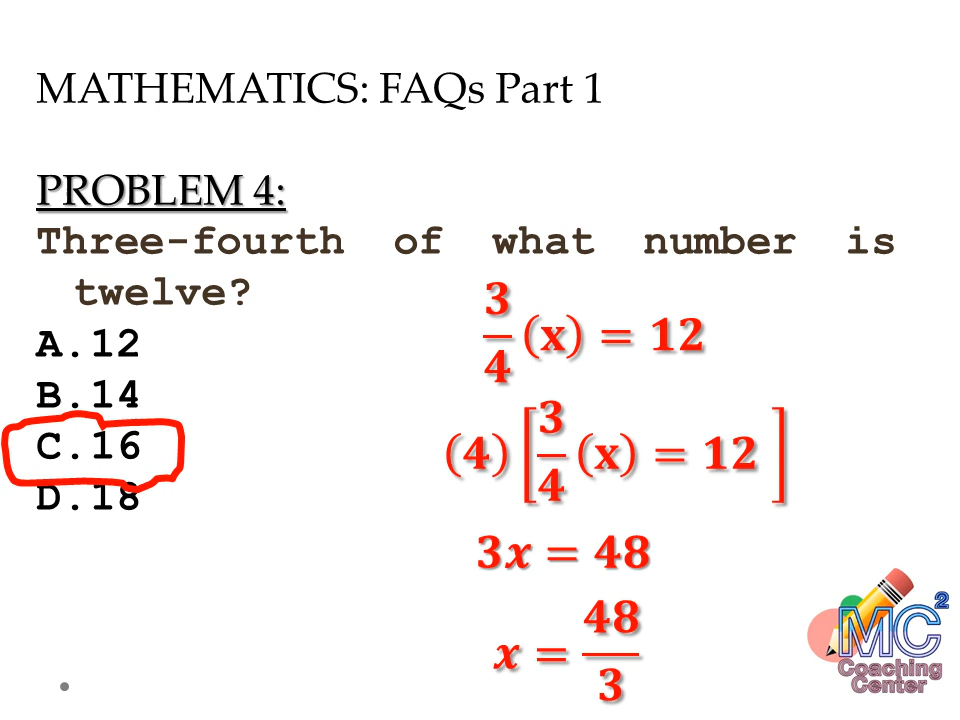 MATHEMATICS: FAQs Part 1
PROBLEM 4:
Three-fourth of what number is
twelve?
A.12
B.14
C.16
D.18
3/4 (x) = 12
(4) [3/4 (x) = 12 ]
3x = 48
x = 48/3
MC²
Coaching
Center